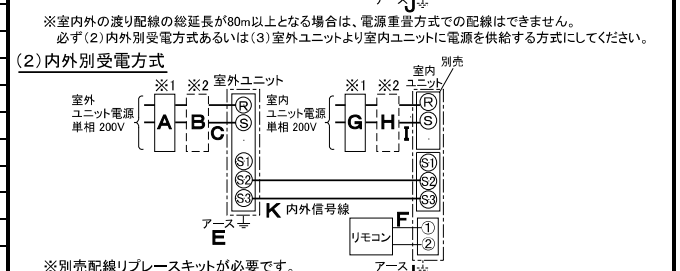 アース
※室内外の渡り配線の総延長が80m以上となる場合は、電源重畳方式での配線はできません。
必ず(2)内外別受電方式あるいは(3)室外ユニットより室内ユニットに電源を供給する方式にしてください。
(2)内外別受電方式
別売
※1 ※2 室外ユニット
※1 ※2 室内ユニット
室外
ユニット電源
単相 200V
A B C
R
S
S1
S2
S3
室内
ユニット電源
単相 200V
G H I
R
S
S1
S2
S3
K 内外信号線
アース
E
F
リモコン
①
②
※別売配線リプレースキットが必要です。
アース